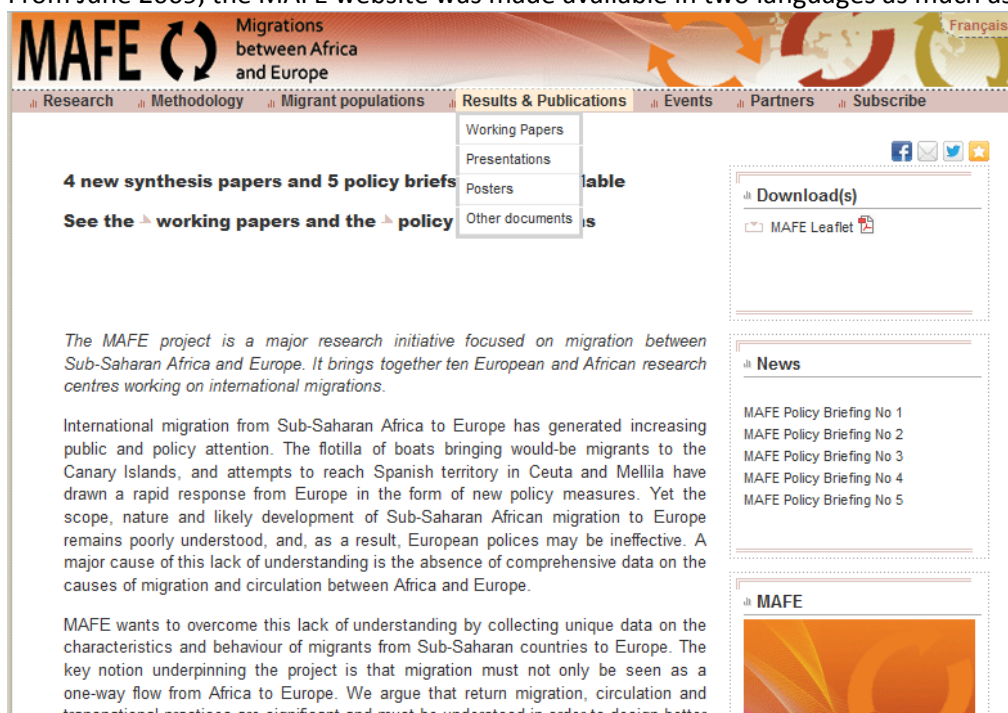 From June 2009, the MAFE website was made available in two languages as much as
Français
MAFE
Migrations
between Africa
and Europe
Research Methodology Migrant populations Results & Publications Events Partners Subscribe
Working Papers
Presentations
Posters
Other documents
4 new synthesis papers and 5 policy briefs lable
See the working papers and the policy s
The MAFE project is a major research initiative focused on migration between
Sub-Saharan Africa and Europe. It brings together ten European and African research
centres working on international migrations.
International migration from Sub-Saharan Africa to Europe has generated increasing
public and policy attention. The flotilla of boats bringing would-be migrants to the
Canary Islands, and attempts to reach Spanish territory in Ceuta and Mellila have
drawn a rapid response from Europe in the form of new policy measures. Yet the
scope, nature and likely development of Sub-Saharan African migration to Europe
remains poorly understood, and, as a result, European polices may be ineffective. A
major cause of this lack of understanding is the absence of comprehensive data on the
causes of migration and circulation between Africa and Europe.
MAFE wants to overcome this lack of understanding by collecting unique data on the
characteristics and behaviour of migrants from Sub-Saharan countries to Europe. The
key notion underpinning the project is that migration must not only be seen as a
one-way flow from Africa to Europe. We argue that return migration, circulation and
transnational practices are significant and must be understood in order to design better
Download(s)
MAFE Leaflet
News
MAFE Policy Briefing No 1
MAFE Policy Briefing No 2
MAFE Policy Briefing No 3
MAFE Policy Briefing No 4
MAFE Policy Briefing No 5
MAFE